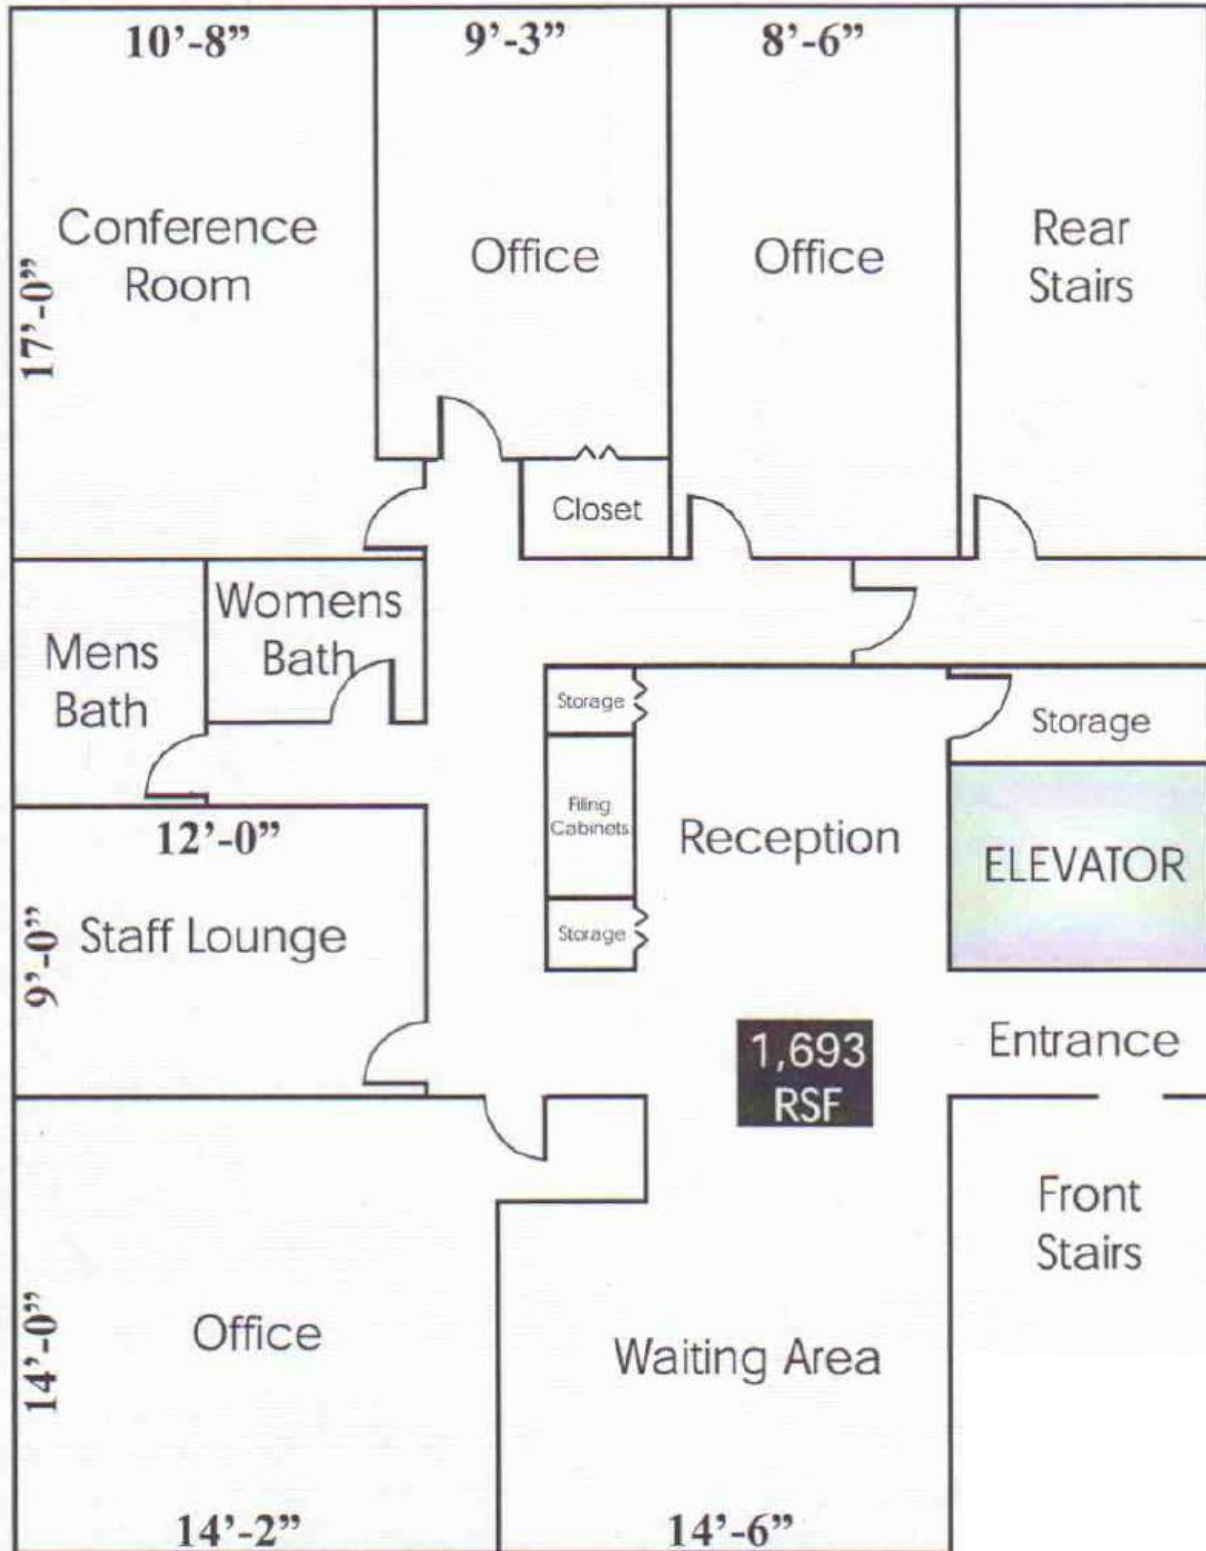 10’-8”
9’-3”
8’-6”
Conference
Room
17’-0”
Office
Office
Rear
Stairs
Closet
Womens
Bath
Mens
Bath
Storage
Storage
Filing
Cabinets
Reception
ELEVATOR
12’-0”
Staff Lounge
9’-0”
Storage
1,693
RSF
Entrance
Front
Stairs
Office
14’-0”
Waiting Area
14’-2”
14’-6”